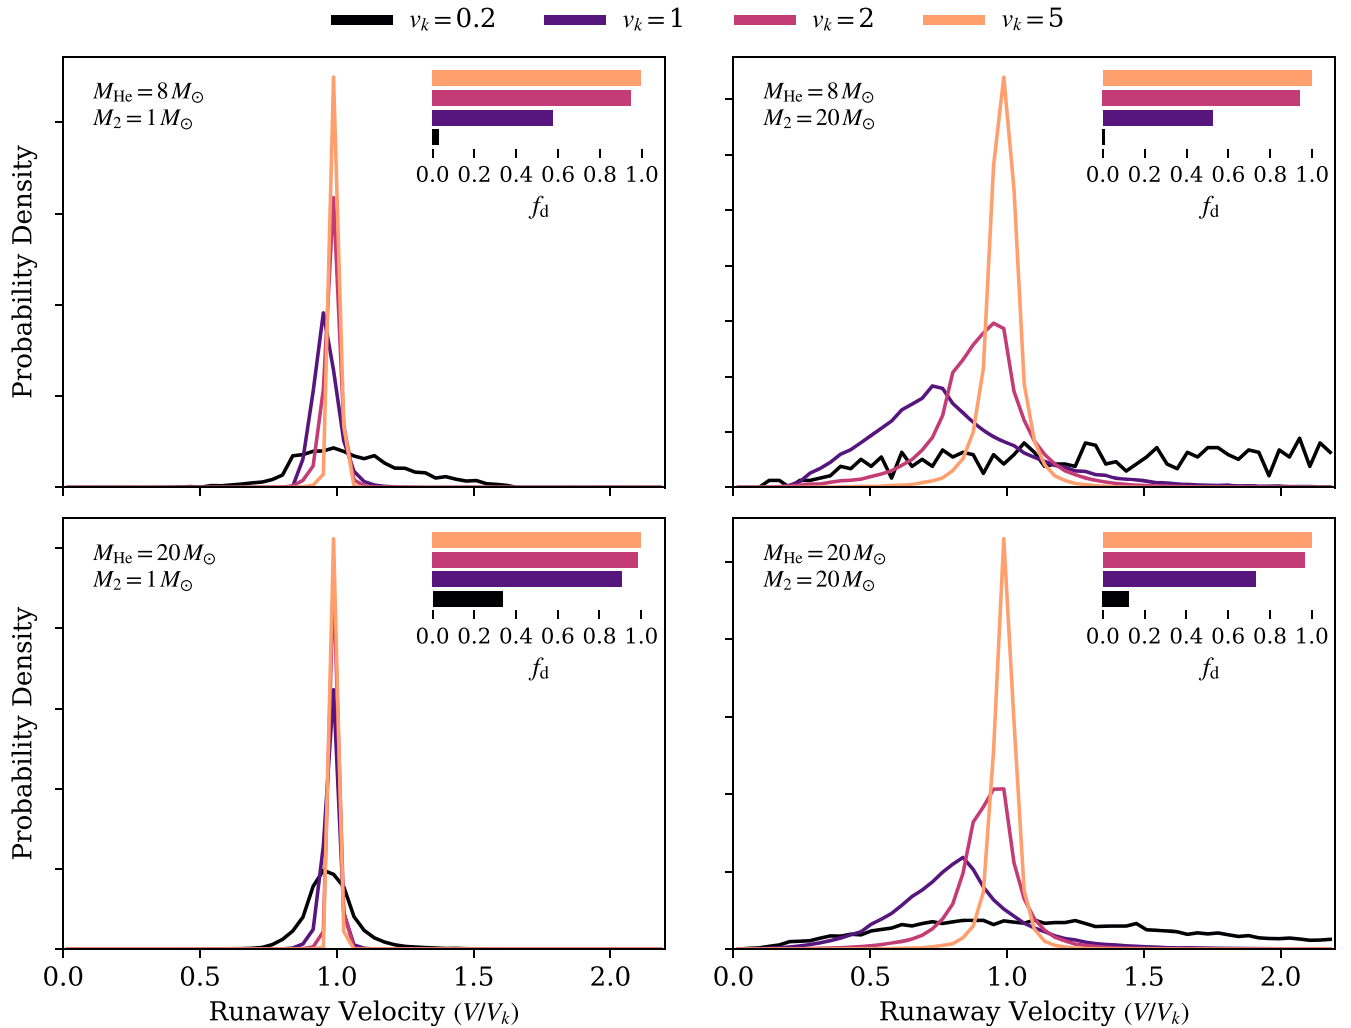 v_k = 0.2 v_k = 1 v_k = 2 v_k = 5
M_He = 8 M_⊙
M_2 = 1 M_⊙
0.0 0.2 0.4 0.6 0.8 1.0
f_d
Probability Density
M_He = 8 M_⊙
M_2 = 20 M_⊙
0.0 0.2 0.4 0.6 0.8 1.0
f_d
M_He = 20 M_⊙
M_2 = 1 M_⊙
0.0 0.2 0.4 0.6 0.8 1.0
f_d
Probability Density
0.0 0.5 1.0 1.5 2.0
Runaway Velocity (V/V_k)
M_He = 20 M_⊙
M_2 = 20 M_⊙
0.0 0.2 0.4 0.6 0.8 1.0
f_d
0.0 0.5 1.0 1.5 2.0
Runaway Velocity (V/V_k)